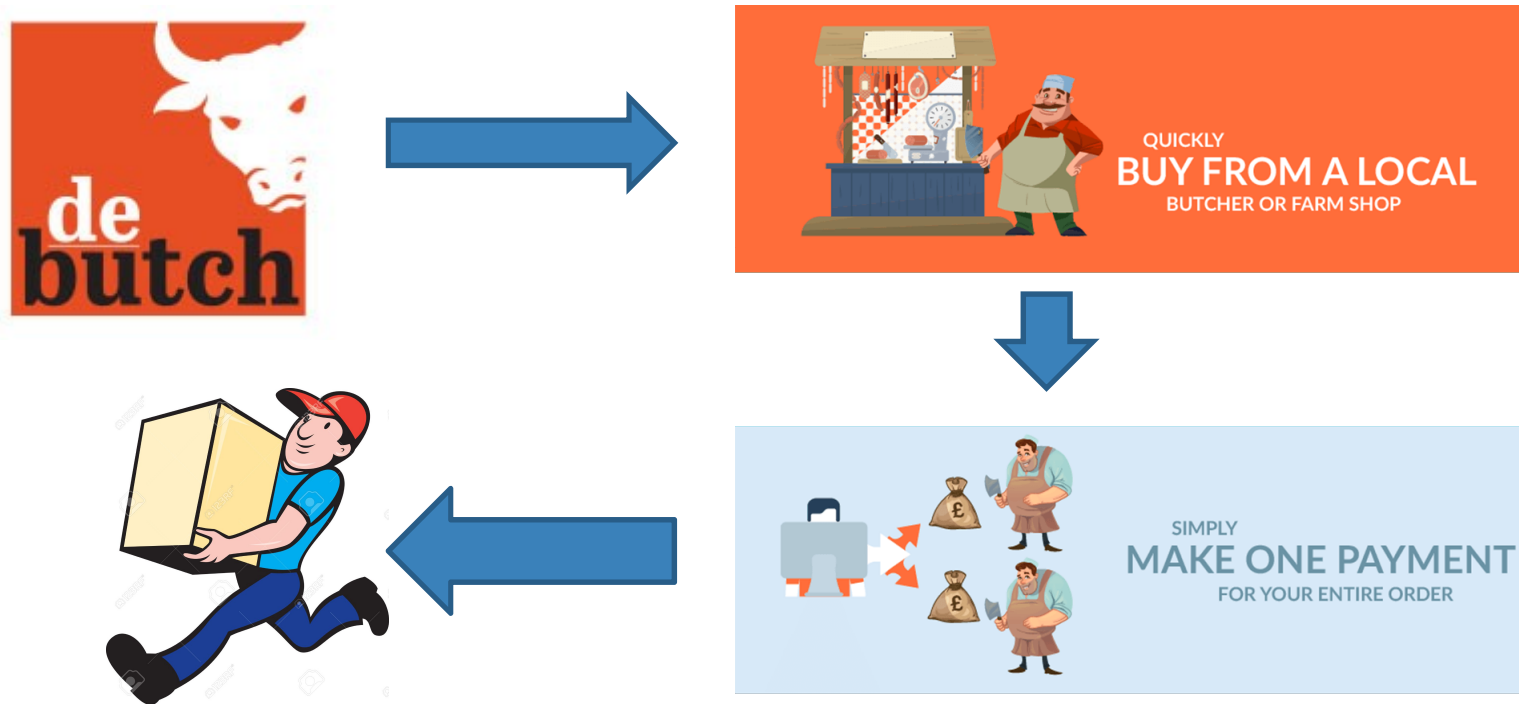 de
butch
QUICKLY
BUY FROM A LOCAL
BUTCHER OR FARM SHOP
£
SIMPLY
MAKE ONE PAYMENT
FOR YOUR ENTIRE ORDER
£